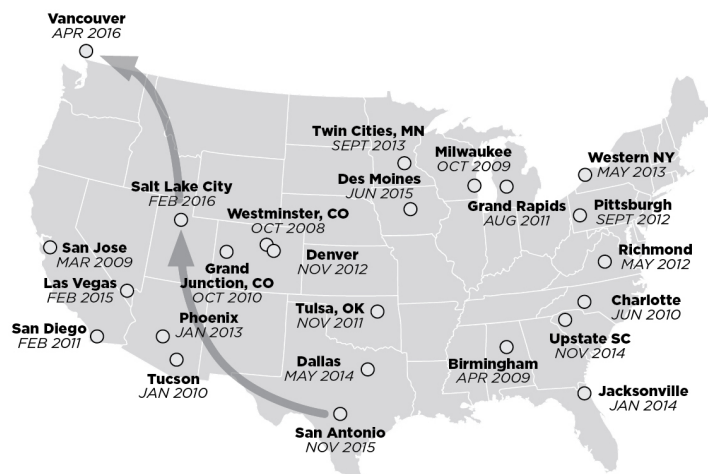 Vancouver
APR 2016
Twin Cities, MN
SEPT 2013
Milwaukee
OCT 2009
Western NY
MAY 2013
Des Moines
JUN 2015
Salt Lake City
FEB 2016
Grand Rapids
AUG 2011
Pittsburgh
SEPT 2012
Westminster, CO
OCT 2008
San Jose
MAR 2009
Denver
NOV 2012
Richmond
MAY 2012
Grand
Junction, CO
OCT 2010
Las Vegas
FEB 2015
Tulsa, OK
NOV 2011
Charlotte
JUN 2010
San Diego
FEB 2011
Phoenix
JAN 2013
Upstate SC
NOV 2014
Dallas
MAY 2014
Birmingham
APR 2009
Tucson
JAN 2010
Jacksonville
JAN 2014
San Antonio
NOV 2015